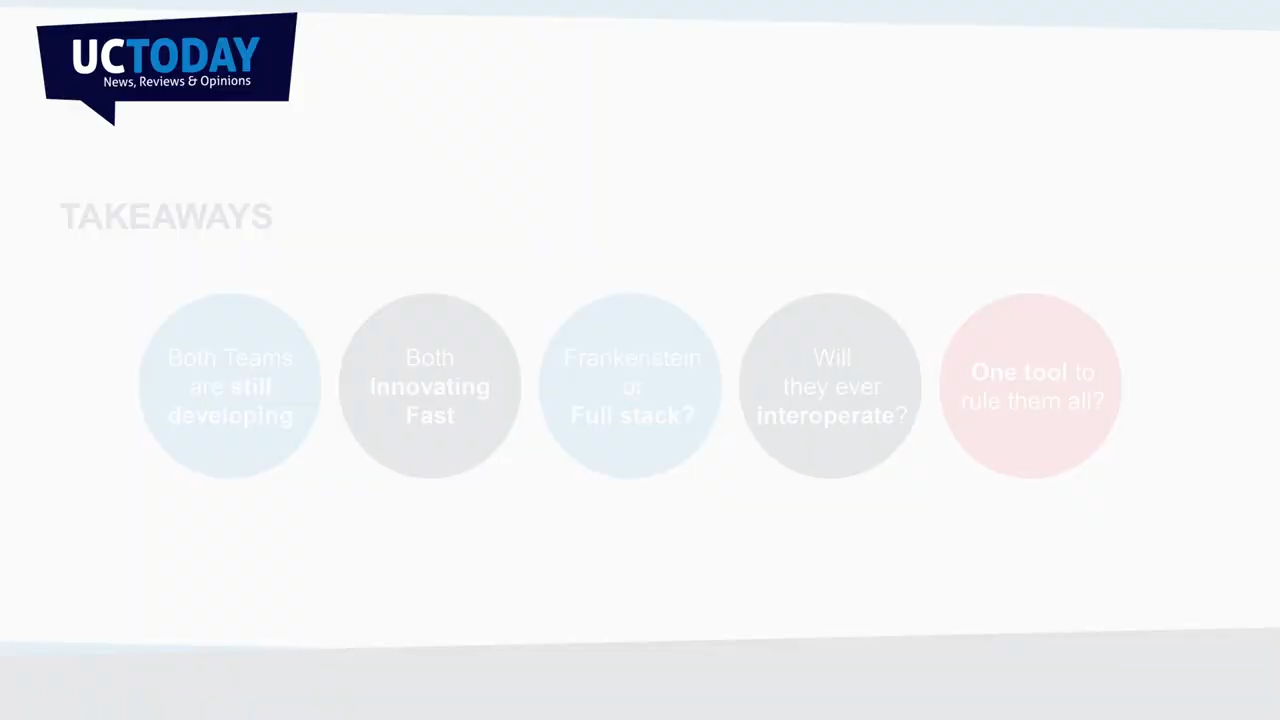 UCTODAY
News, Reviews & Opinions
TAKEAWAYS
Both Teams
are still
developing
Both
Innovating
Fast
Frankenstein
or
Full stack?
Will
they ever
interoperate?
One tool to
rule them all?